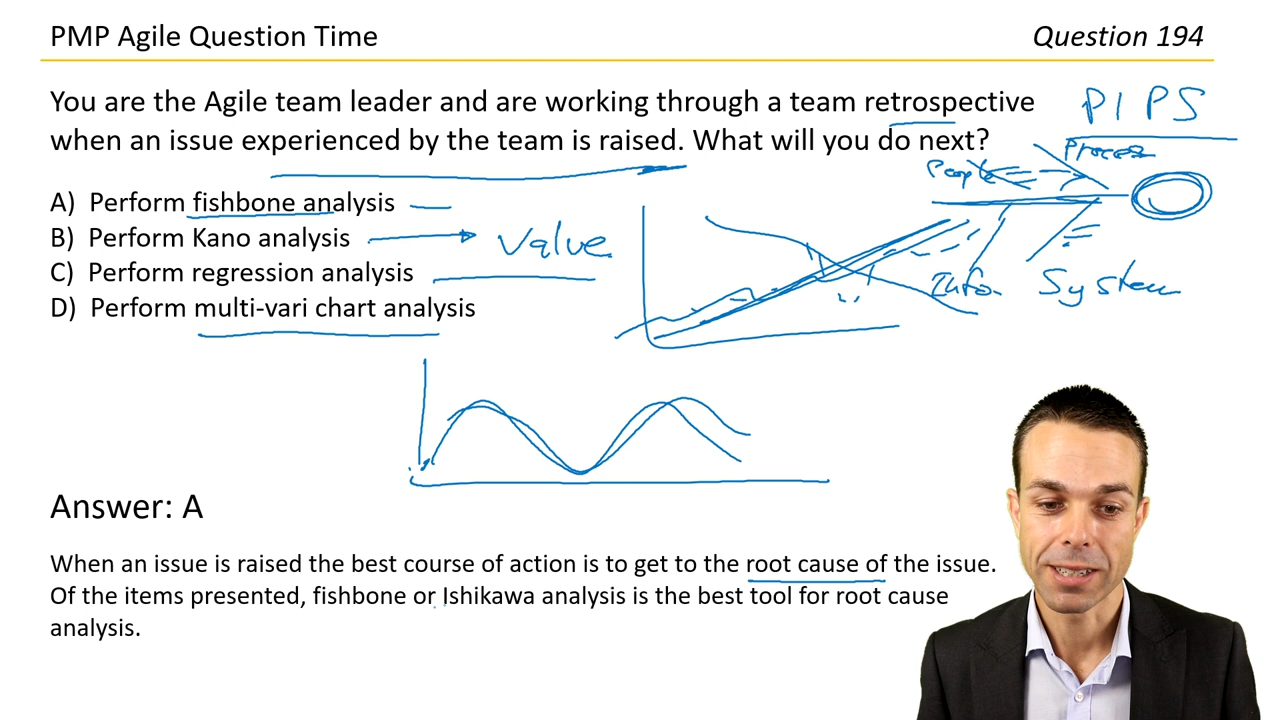 PMP Agile Question Time
Question 194
You are the Agile team leader and are working through a team retrospective
when an issue experienced by the team is raised. What will you do next?
PIPS
People
Process
A) Perform fishbone analysis
B) Perform Kano analysis
Value
C) Perform regression analysis
Info.
System
D) Perform multi-vari chart analysis
Answer: A
When an issue is raised the best course of action is to get to the root cause of the issue.
Of the items presented, fishbone or Ishikawa analysis is the best tool for root cause
analysis.